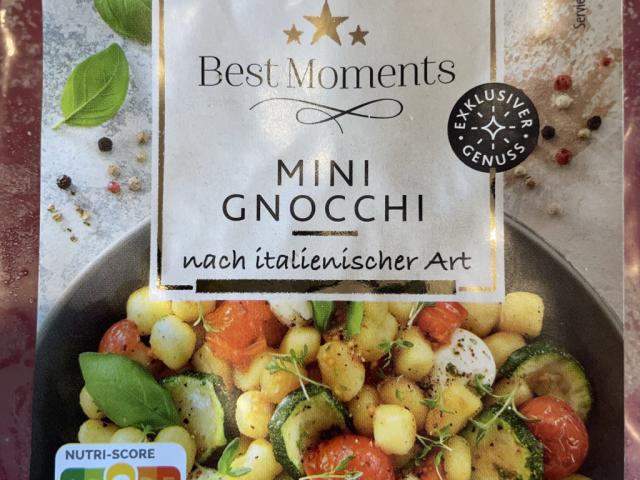 Best Moments
EXKLUSIVER
GENUSS
MINI
GNOCCHI
nach italienischer Art
NUTRI-SCORE